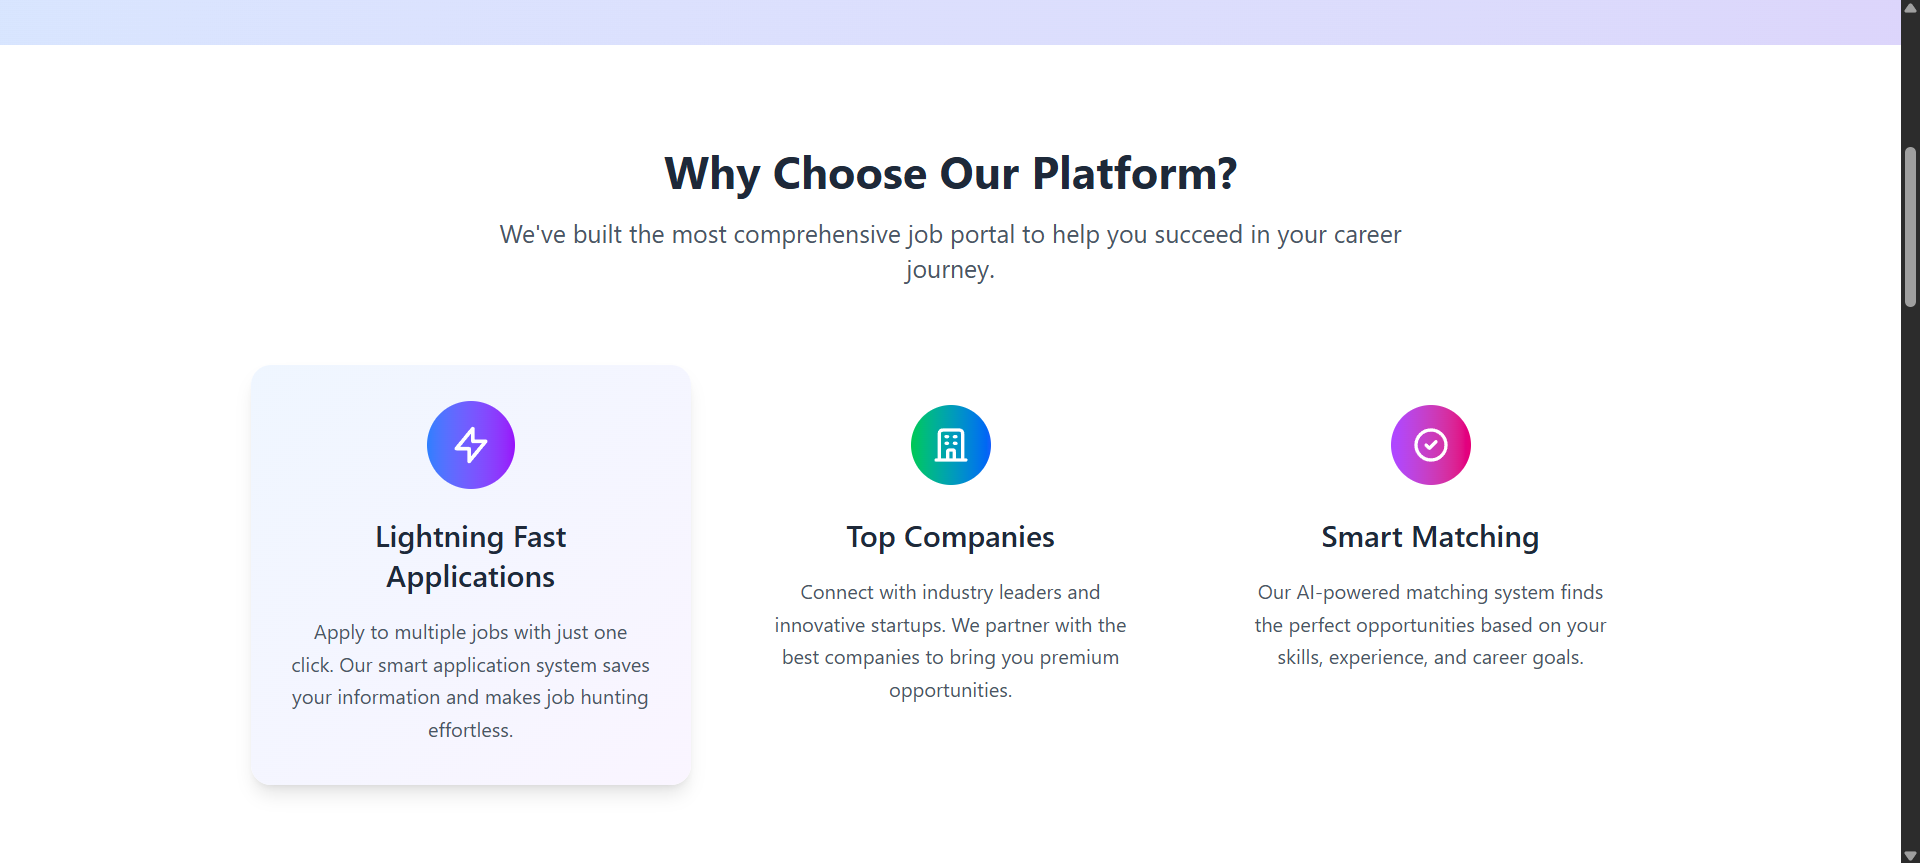 Why Choose Our Platform?
We've built the most comprehensive job portal to help you succeed in your career
journey.
Lightning Fast
Applications
Apply to multiple jobs with just one
click. Our smart application system saves
your information and makes job hunting
effortless.
Top Companies
Connect with industry leaders and
innovative startups. We partner with the
best companies to bring you premium
opportunities.
Smart Matching
Our AI-powered matching system finds
the perfect opportunities based on your
skills, experience, and career goals.